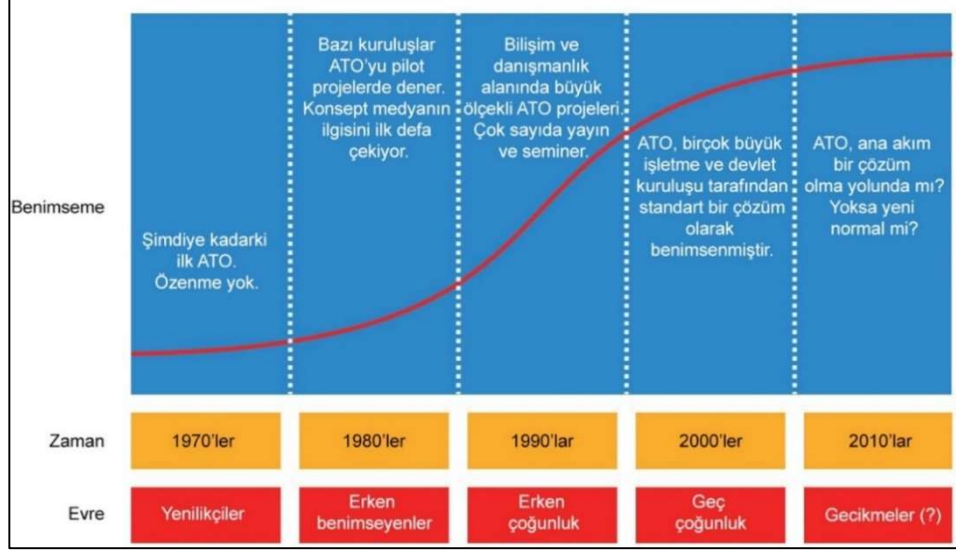 Benimseme
Şimdiye kadarki
ilk ATO.
Özenme yok.
Bazı kuruluşlar
ATO'yu pilot
projelerde dener.
Konsept medyanın
ilgisini ilk defa
çekiyor.
Bilişim ve
danışmanlık
alanında büyük
ölçekli ATO projeleri.
Çok sayıda yayın
ve seminer.
ATO, birçok büyük
işletme ve devlet
kuruluşu tarafından
standart bir çözüm
olarak
benimsenmiştir.
ATO, ana akım
bir çözüm
olma yolunda mı?
Yoksa yeni
normal mi?
Zaman
1970'ler
1980'ler
1990'lar
2000'ler
2010'lar
Evre
Yenilikçiler
Erken
benimseyenler
Erken
çoğunluk
Geç
çoğunluk
Gecikmeler (?)